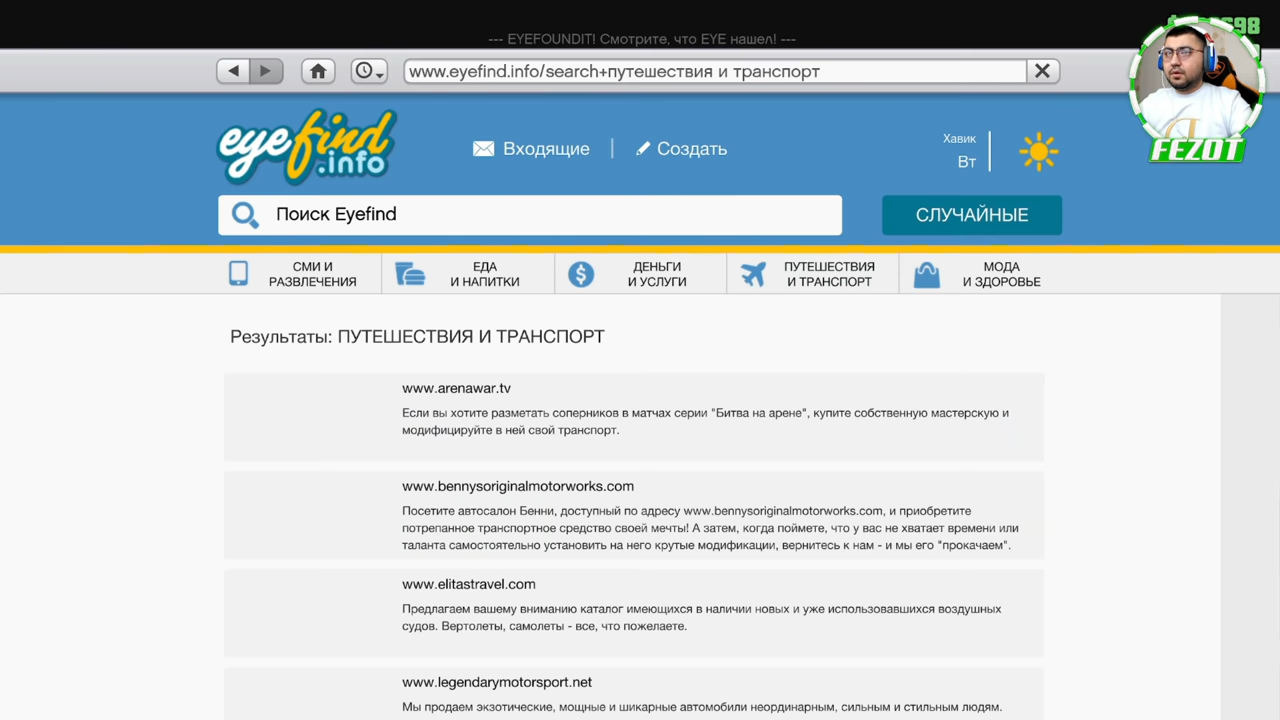 --- EYEFOUNDIT! Смотрите, что EYE нашел! ---
www.eyefind.info/search+путешествия и транспорт
FEZOT
eyefind
.info
Входящие
Создать
Хавик
Вт
Поиск Eyefind
СЛУЧАЙНЫЕ
СМИ И
РАЗВЛЕЧЕНИЯ
ЕДА
И НАПИТКИ
ДЕНЬГИ
И УСЛУГИ
ПУТЕШЕСТВИЯ
И ТРАНСПОРТ
МОДА
И ЗДОРОВЬЕ
Результаты: ПУТЕШЕСТВИЯ И ТРАНСПОРТ
www.arenawar.tv
Если вы хотите разметать соперников в матчах серии "Битва на арене", купите собственную мастерскую и
модифицируйте в ней свой транспорт.
www.bennysoriginalmotorworks.com
Посетите автосалон Бенни, доступный по адресу www.bennysoriginalmotorworks.com, и приобретите
потрепанное транспортное средство своей мечты! А затем, когда поймете, что у вас не хватает времени или
таланта самостоятельно установить на него крутые модификации, вернитесь к нам - и мы его "прокачаем".
www.elitastravel.com
Предлагаем вашему вниманию каталог имеющихся в наличии новых и уже использовавшихся воздушных
судов. Вертолеты, самолеты - все, что пожелаете.
www.legendarymotorsport.net
Мы продаем экзотические, мощные и шикарные автомобили неординарным, сильным и стильным людям.